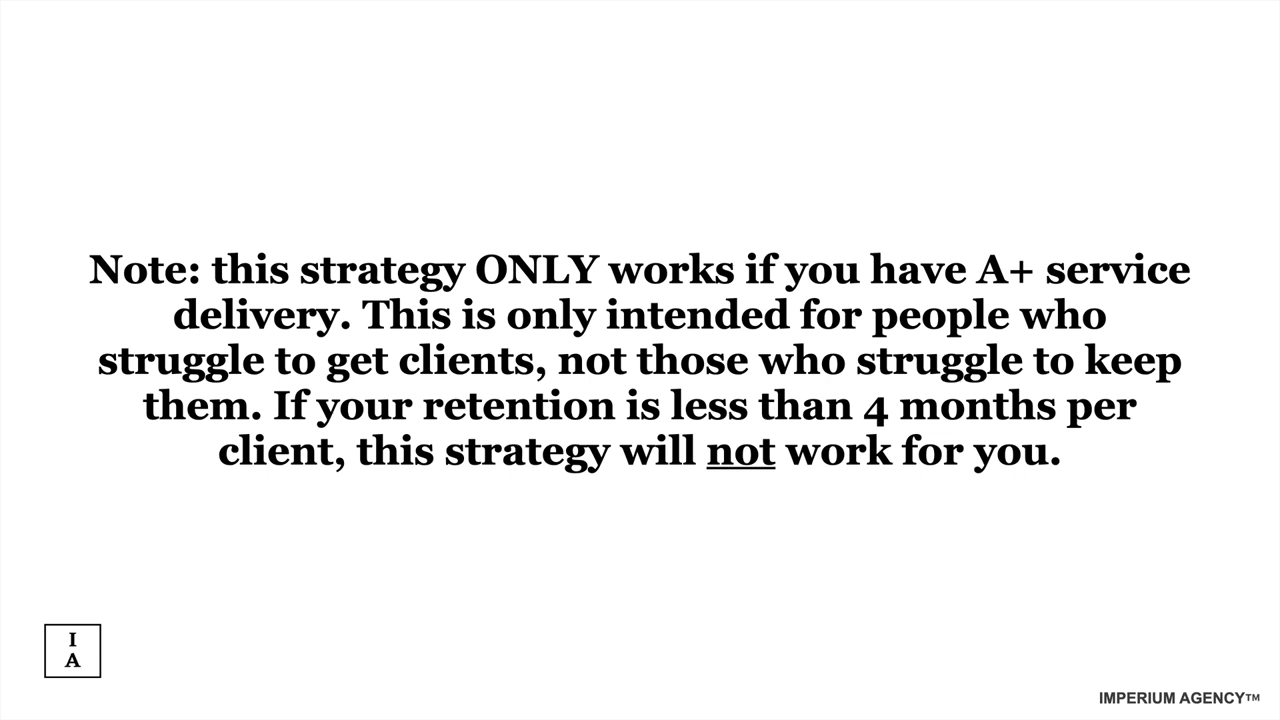 Note: this strategy ONLY works if you have A+ service
delivery. This is only intended for people who
struggle to get clients, not those who struggle to keep
them. If your retention is less than 4 months per
client, this strategy will not work for you.
I
A
IMPERIUM AGENCY™